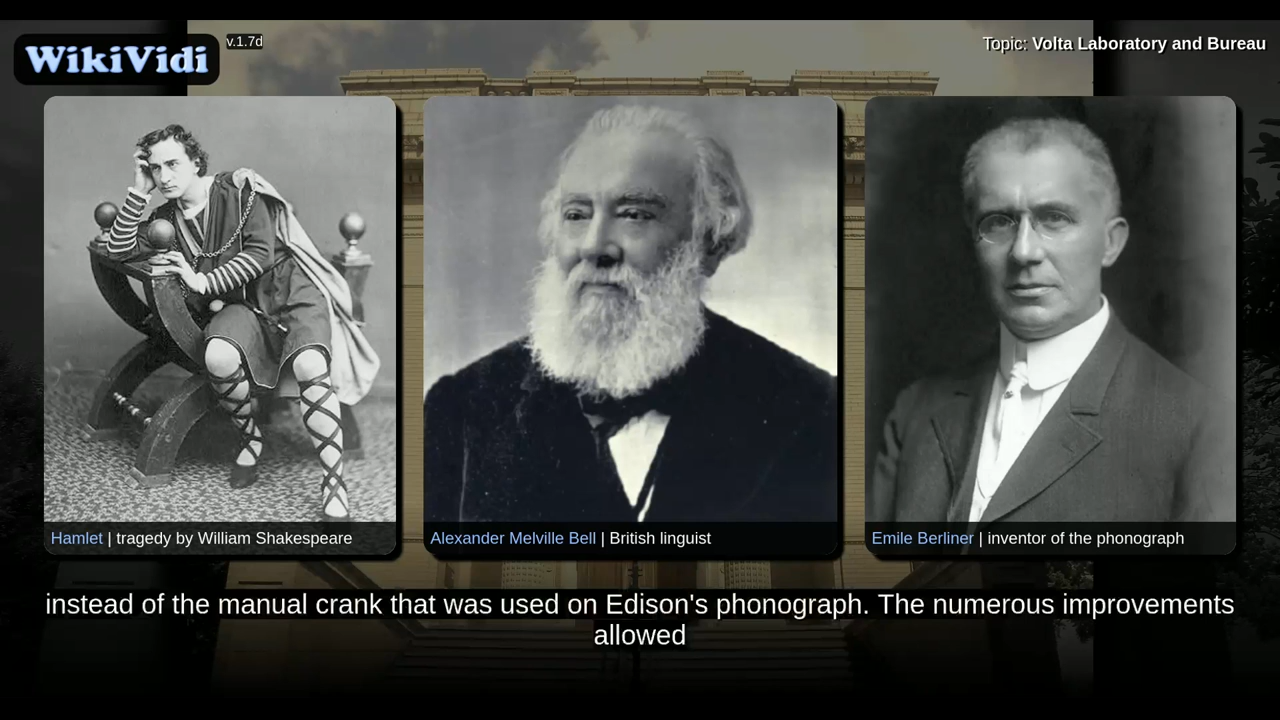 WikiVidi
v.1.7d
Topic: Volta Laboratory and Bureau
Hamlet | tragedy by William Shakespeare
Alexander Melville Bell | British linguist
Emile Berliner | inventor of the phonograph
instead of the manual crank that was used on Edison's phonograph. The numerous improvements
allowed